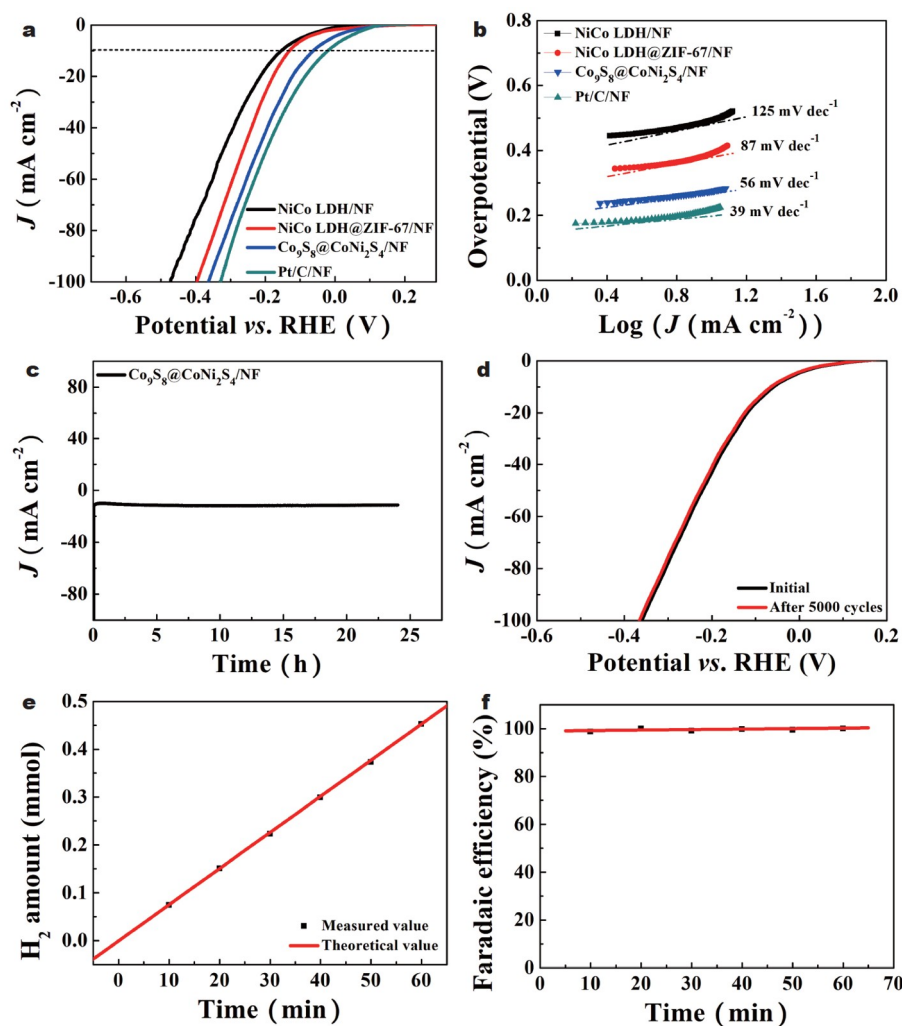 a
J (mA cm⁻²)
0
-20
-40
-60
-80
-100
-0.6
-0.4
-0.2
0.0
0.2
Potential vs. RHE (V)
NiCo LDH/NF
NiCo LDH@ZIF-67/NF
Co₉S₈@CoNi₂S₄/NF
Pt/C/NF
b
Overpotential (V)
0.8
0.6
0.4
0.2
0.0
0.0
0.4
0.8
1.2
1.6
2.0
Log (J (mA cm⁻²))
NiCo LDH/NF
NiCo LDH@ZIF-67/NF
Co₉S₈@CoNi₂S₄/NF
Pt/C/NF
125 mV dec⁻¹
87 mV dec⁻¹
56 mV dec⁻¹
39 mV dec⁻¹
c
Co₉S₈@CoNi₂S₄/NF
J (mA cm⁻²)
80
40
0
-40
-80
0
5
10
15
20
25
Time (h)
d
J (mA cm⁻²)
0
-20
-40
-60
-80
-100
-0.6
-0.4
-0.2
0.0
0.2
Potential vs. RHE (V)
Initial
After 5000 cycles
e
H₂ amount (mmol)
0.5
0.4
0.3
0.2
0.1
0.0
0
10
20
30
40
50
60
Time (min)
Measured value
Theoretical value
f
Faradaic efficiency (%)
100
80
60
40
20
0
0
10
20
30
40
50
60
70
Time (min)